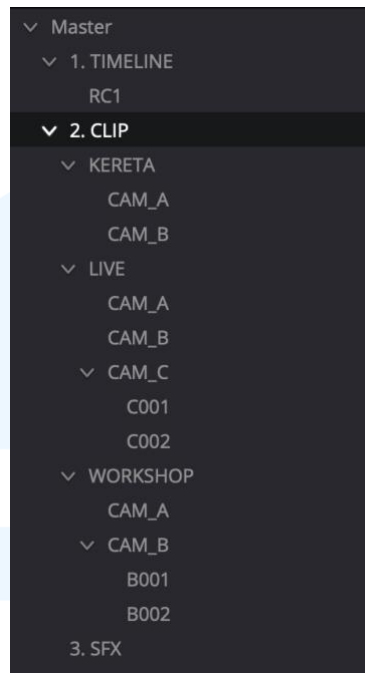 Master
1. TIMELINE
RC1
2. CLIP
KERETA
CAM_A
CAM_B
LIVE
CAM_A
CAM_B
CAM_C
C001
C002
WORKSHOP
CAM_A
CAM_B
B001
B002
3. SFX